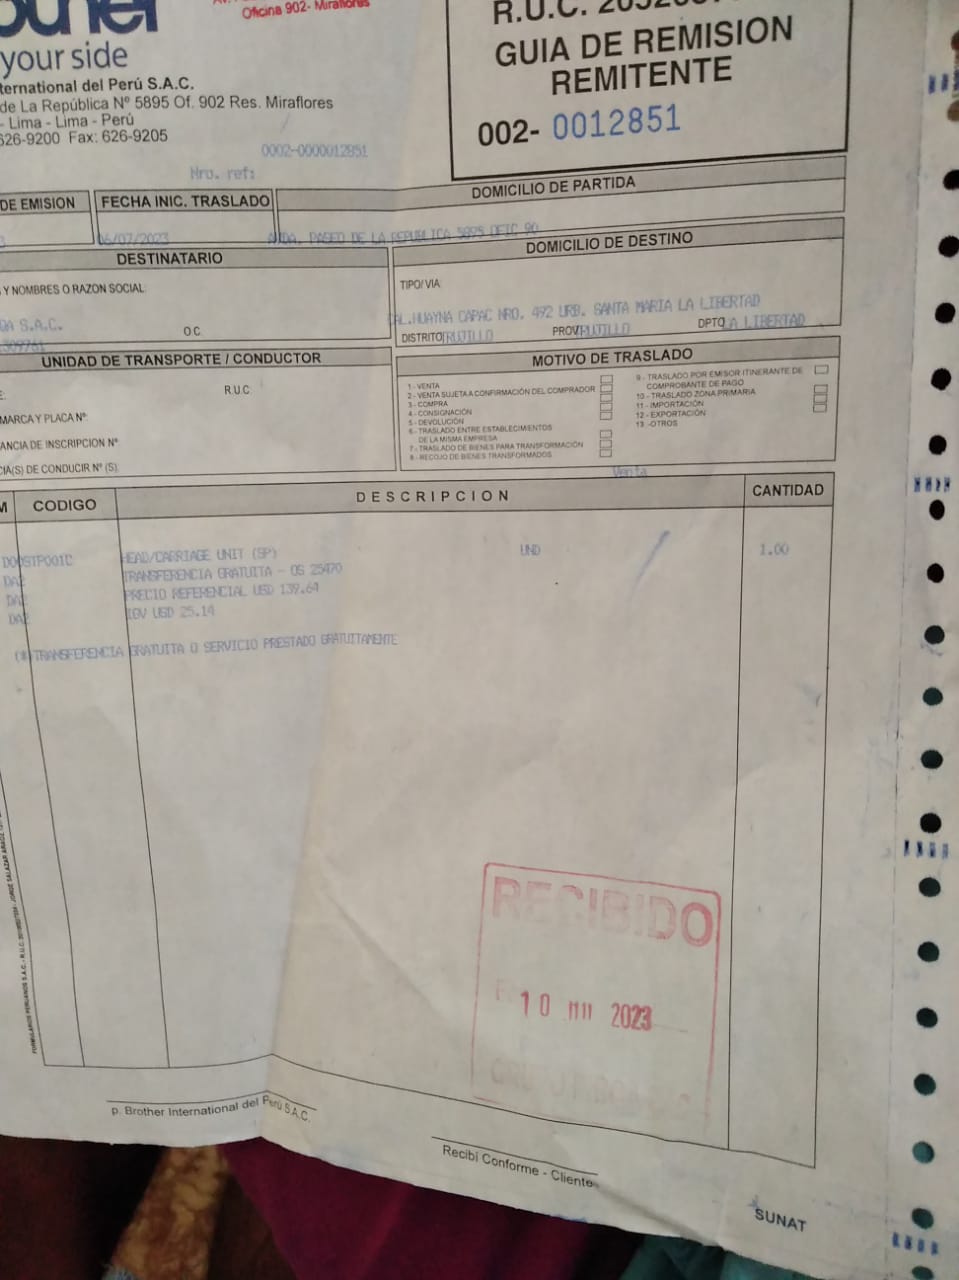 Oficina 902- Miraflores
your side
ternational del Perú S.A.C.
de La República Nº 5895 Of. 902 Res. Miraflores
- Lima - Lima - Perú
626-9200 Fax: 626-9205
0002-0000012851
Nro. ref:
R.U.C.
GUIA DE REMISION
REMITENTE
002- 0012851
DE EMISION
FECHA INIC. TRASLADO
DOMICILIO DE PARTIDA
06/07/2023
AVDA. PASEO DE LA REPUBLICA 5895 OFIC 90
DESTINATARIO
DOMICILIO DE DESTINO
Y NOMBRES O RAZON SOCIAL
TIPO/VIA:
DA S.A.C.
OC
CAL.HUAYNA CAPAC NRO. 492 URB. SANTA MARIA LA LIBERTAD
DISTRITO TRUJILLO PROV TRUJILLO DPTO LA LIBERTAD
UNIDAD DE TRANSPORTE / CONDUCTOR
MOTIVO DE TRASLADO
R.U.C.
MARCA Y PLACA Nº:
ANCIA DE INSCRIPCION Nº
CIA(S) DE CONDUCIR Nº (S)
1 - VENTA
2 - VENTA SUJETA A CONFIRMACIÓN DEL COMPRADOR
3 - COMPRA
4 - CONSIGNACIÓN
5 - DEVOLUCIÓN
6 - TRASLADO ENTRE ESTABLECIMIENTOS
DE LA MISMA EMPRESA
7 - TRASLADO DE BIENES PARA TRANSFORMACIÓN
8 - RECOJO DE BIENES TRANSFORMADOS
9 - TRASLADO POR EMISOR ITINERANTE DE
COMPROBANTE DE PAGO
10 - TRASLADO ZONA PRIMARIA
11 - IMPORTACIÓN
12 - EXPORTACIÓN
13 -OTROS
Venta
M CODIGO DESCRIPCION CANTIDAD
D00STP001C HEAD/CARRIAGE UNIT (SP) UND 1.00
TRANSFERENCIA GRATUITA - OS 25470
PRECIO REFERENCIAL USD 139.64
IGV USD 25.14
(*)TRANSFERENCIA GRATUITA O SERVICIO PRESTADO GRATUITAMENTE
RECIBIDO
10 2023
p. Brother International del Perú S.A.C.
Recibí Conforme - Cliente
SUNAT